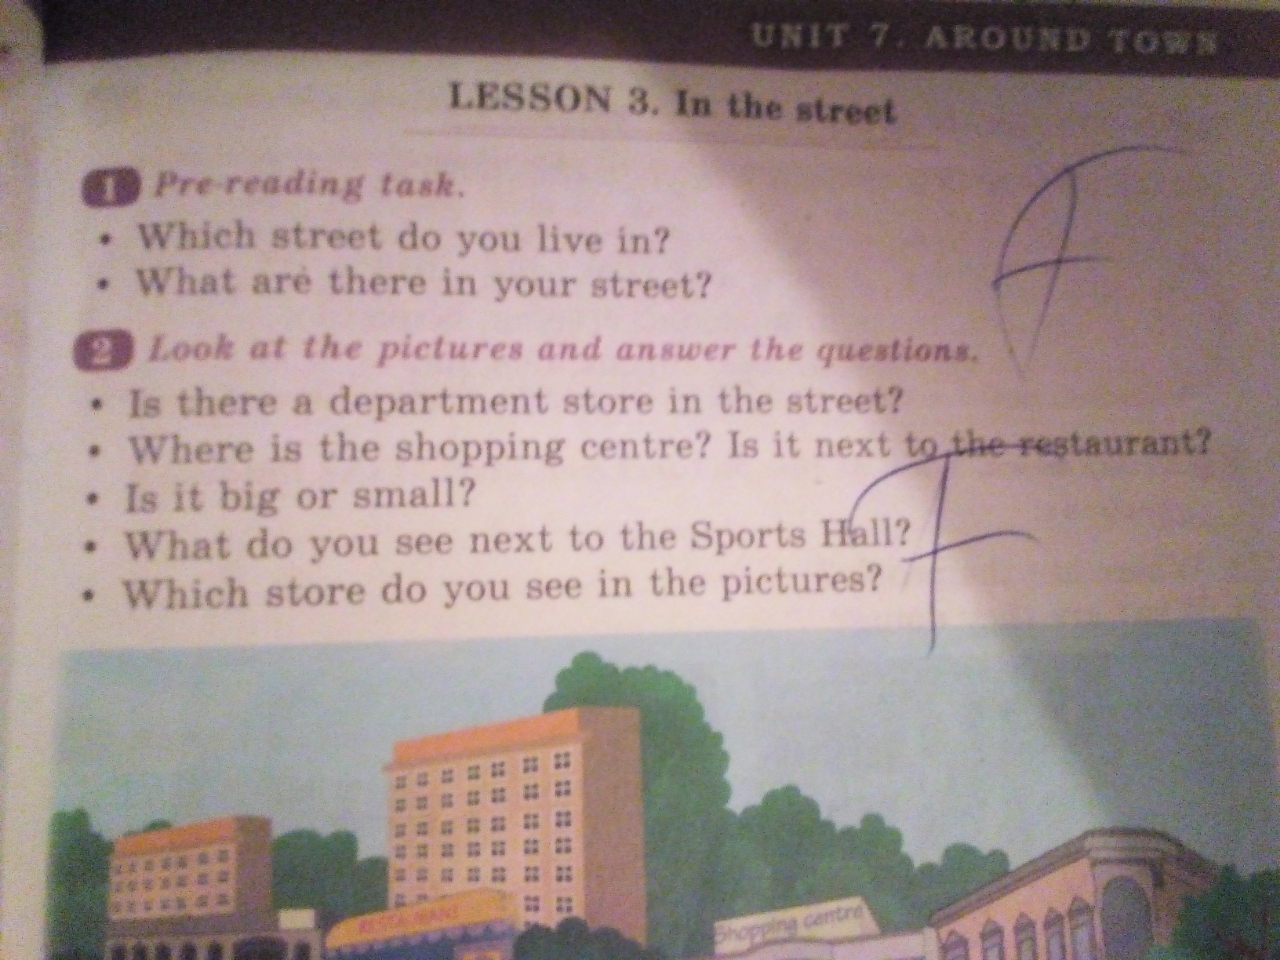 UNIT 7. AROUND TOWN
LESSON 3. In the street
1 Pre-reading task.
• Which street do you live in?
• What are there in your street?
2 Look at the pictures and answer the questions.
• Is there a department store in the street?
• Where is the shopping centre? Is it next to the restaurant?
• Is it big or small?
• What do you see next to the Sports Hall?
• Which store do you see in the pictures?
RESTAURANT
Shopping centre